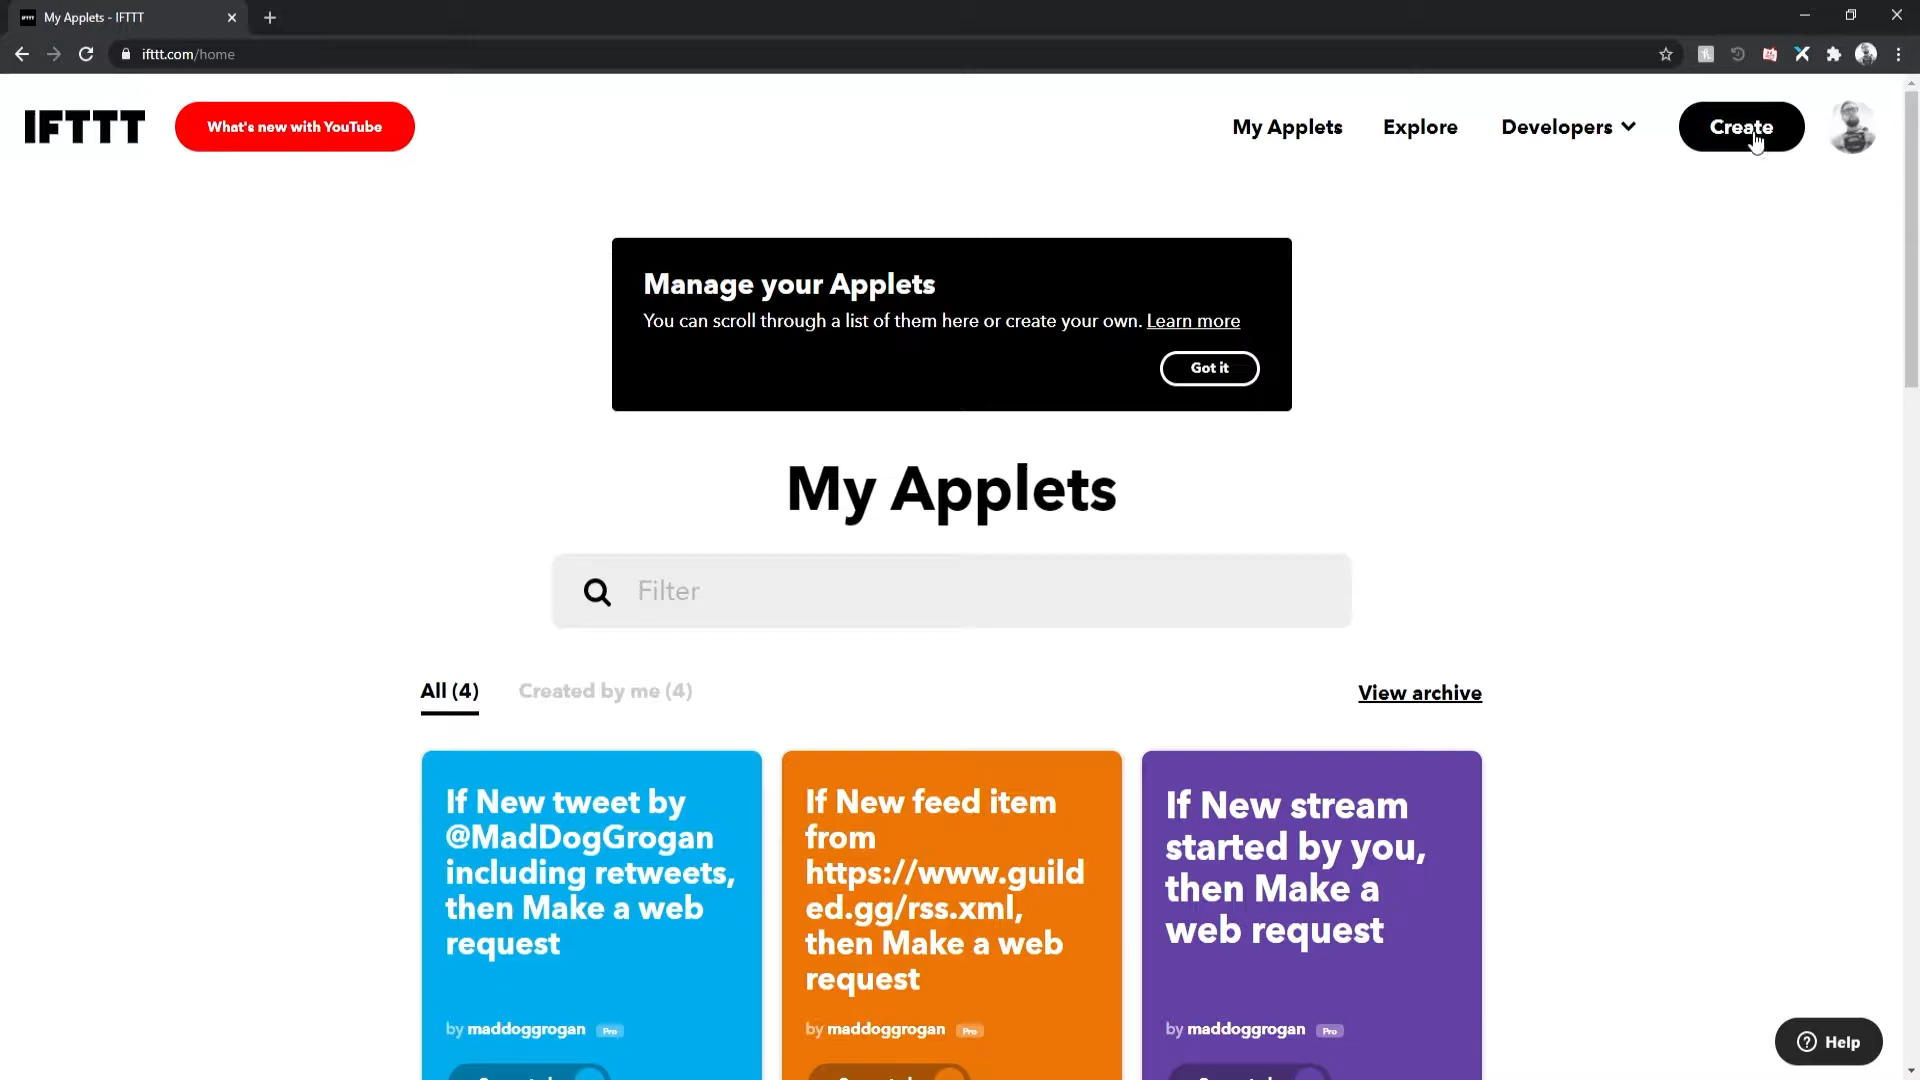 My Applets - IFTTT
ifttt.com/home
IFTTT
What's new with YouTube
My Applets
Explore
Developers
Create
Manage your Applets
You can scroll through a list of them here or create your own. Learn more
Got it
My Applets
Filter
All (4)
Created by me (4)
View archive
If New tweet by
@MadDogGrogan
including retweets,
then Make a web
request
by maddoggrogan Pro
If New feed item
from
https://www.guild
ed.gg/rss.xml,
then Make a web
request
by maddoggrogan Pro
If New stream
started by you,
then Make a
web request
by maddoggrogan Pro
Help